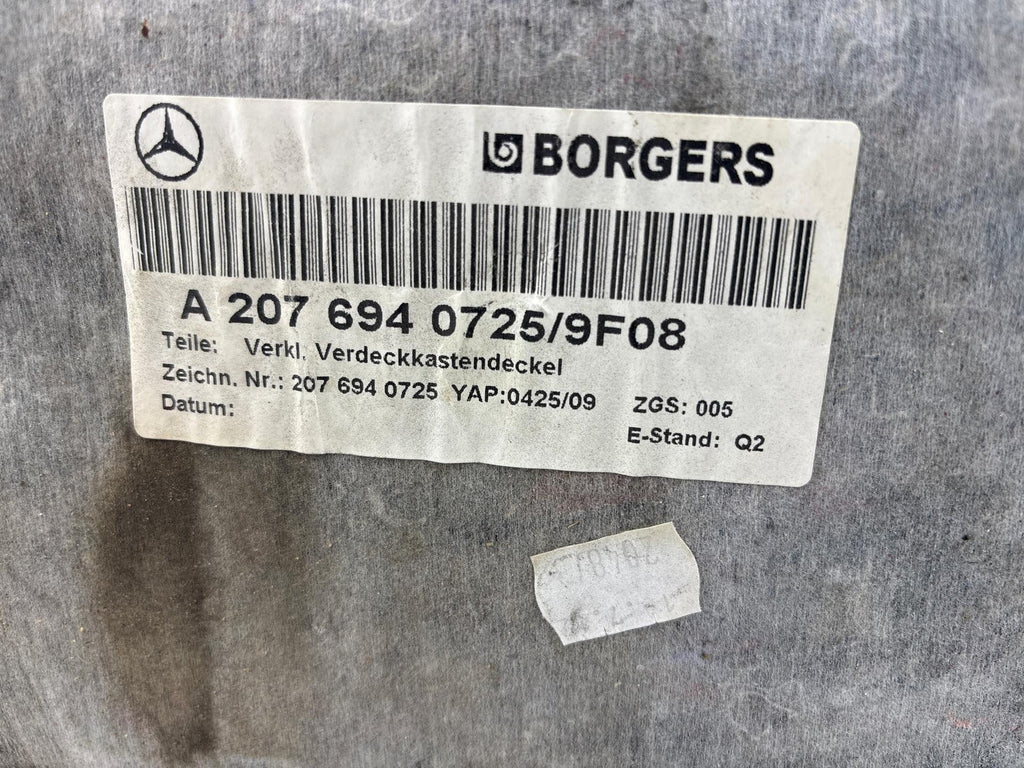 BORGERS
A 207 694 0725/9F08
Teile: Verkl. Verdeckkastendeckel
Zeichn. Nr.: 207 694 0725 YAP:0425/09 ZGS: 005
Datum: E-Stand: Q2